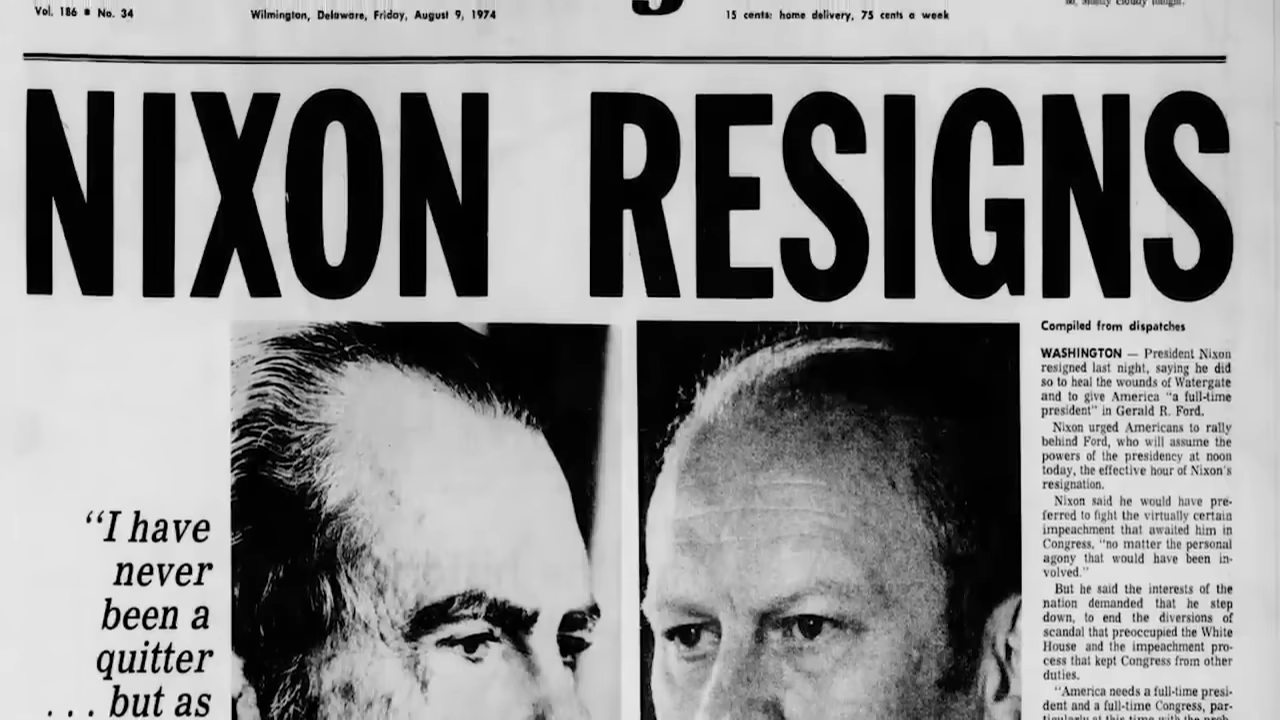 Vol. 186 ■ No. 34
Wilmington, Delaware, Friday, August 9, 1974
15 cents: home delivery, 75 cents a week
NIXON RESIGNS
"I have
never
been a
quitter
. . . but as
Compiled from dispatches
WASHINGTON — President Nixon
resigned last night, saying he did
so to heal the wounds of Watergate
and to give America "a full-time
president" in Gerald R. Ford.
Nixon urged Americans to rally
behind Ford, who will assume the
powers of the presidency at noon
today, the effective hour of Nixon's
resignation.
Nixon said he would have pre-
ferred to fight the virtually certain
impeachment that awaited him in
Congress, "no matter the personal
agony that would have been in-
volved."
But he said the interests of the
nation demanded that he step
down, to end the diversions of
scandal that preoccupied the White
House and the impeachment pro-
cess that kept Congress from other
duties.
"America needs a full-time presi-
dent and a full-time Congress, par-